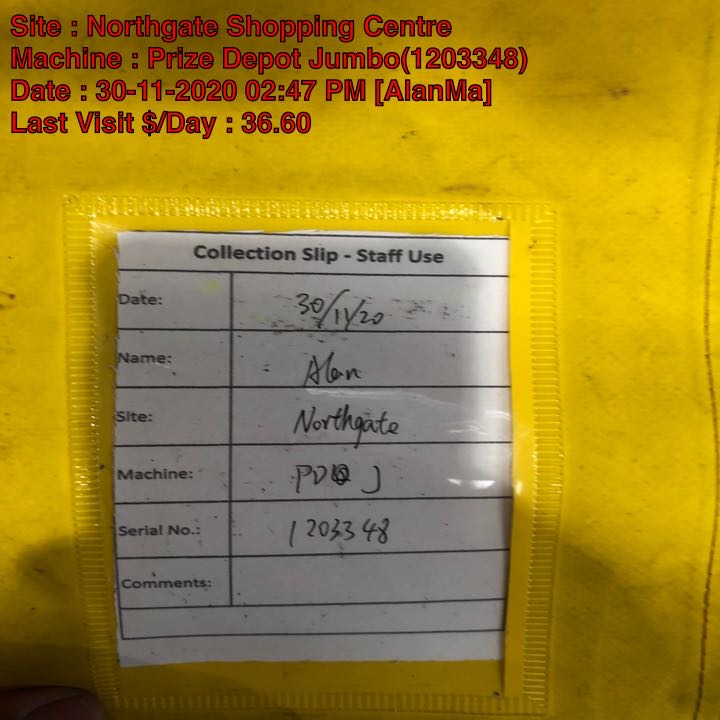 Site : Northgate Shopping Centre
Machine : Prize Depot Jumbo(1203348)
Date : 30-11-2020 02:47 PM [AlanMa]
Last Visit $/Day : 36.60
Collection Slip - Staff Use
Date: 30/11/20
Name: Alan
Site: Northgate
Machine: PD J
Serial No.: 1203348
Comments: